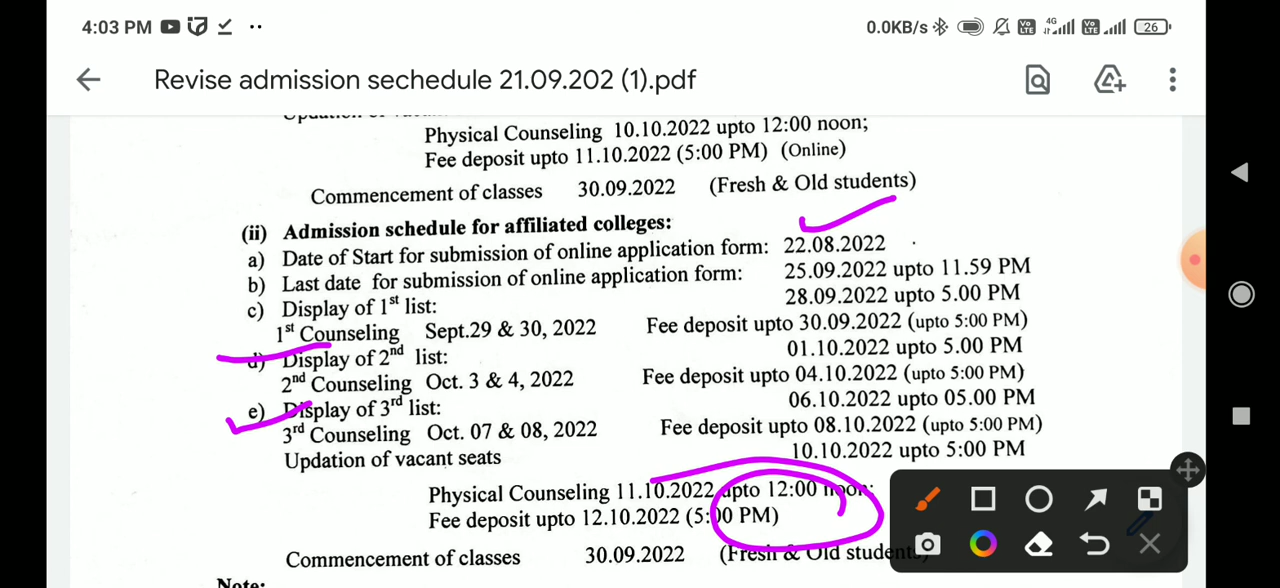 4:03 PM
0.0KB/s 4G Vo LTE Vo LTE 26
Revise admission sechedule 21.09.202 (1).pdf
Physical Counseling 10.10.2022 upto 12:00 noon;
Fee deposit upto 11.10.2022 (5:00 PM) (Online)
Commencement of classes 30.09.2022 (Fresh & Old students)
(ii) Admission schedule for affiliated colleges:
a) Date of Start for submission of online application form: 22.08.2022
b) Last date for submission of online application form: 25.09.2022 upto 11.59 PM
c) Display of 1st list: 28.09.2022 upto 5.00 PM
1st Counseling Sept.29 & 30, 2022 Fee deposit upto 30.09.2022 (upto 5:00 PM)
d) Display of 2nd list: 01.10.2022 upto 5.00 PM
2nd Counseling Oct. 3 & 4, 2022 Fee deposit upto 04.10.2022 (upto 5:00 PM)
e) Display of 3rd list: 06.10.2022 upto 05.00 PM
3rd Counseling Oct. 07 & 08, 2022 Fee deposit upto 08.10.2022 (upto 5:00 PM)
Updation of vacant seats 10.10.2022 upto 5:00 PM
Physical Counseling 11.10.2022 upto 12:00 noon;
Fee deposit upto 12.10.2022 (5:00 PM)
Commencement of classes 30.09.2022 (Fresh & Old students
Note: